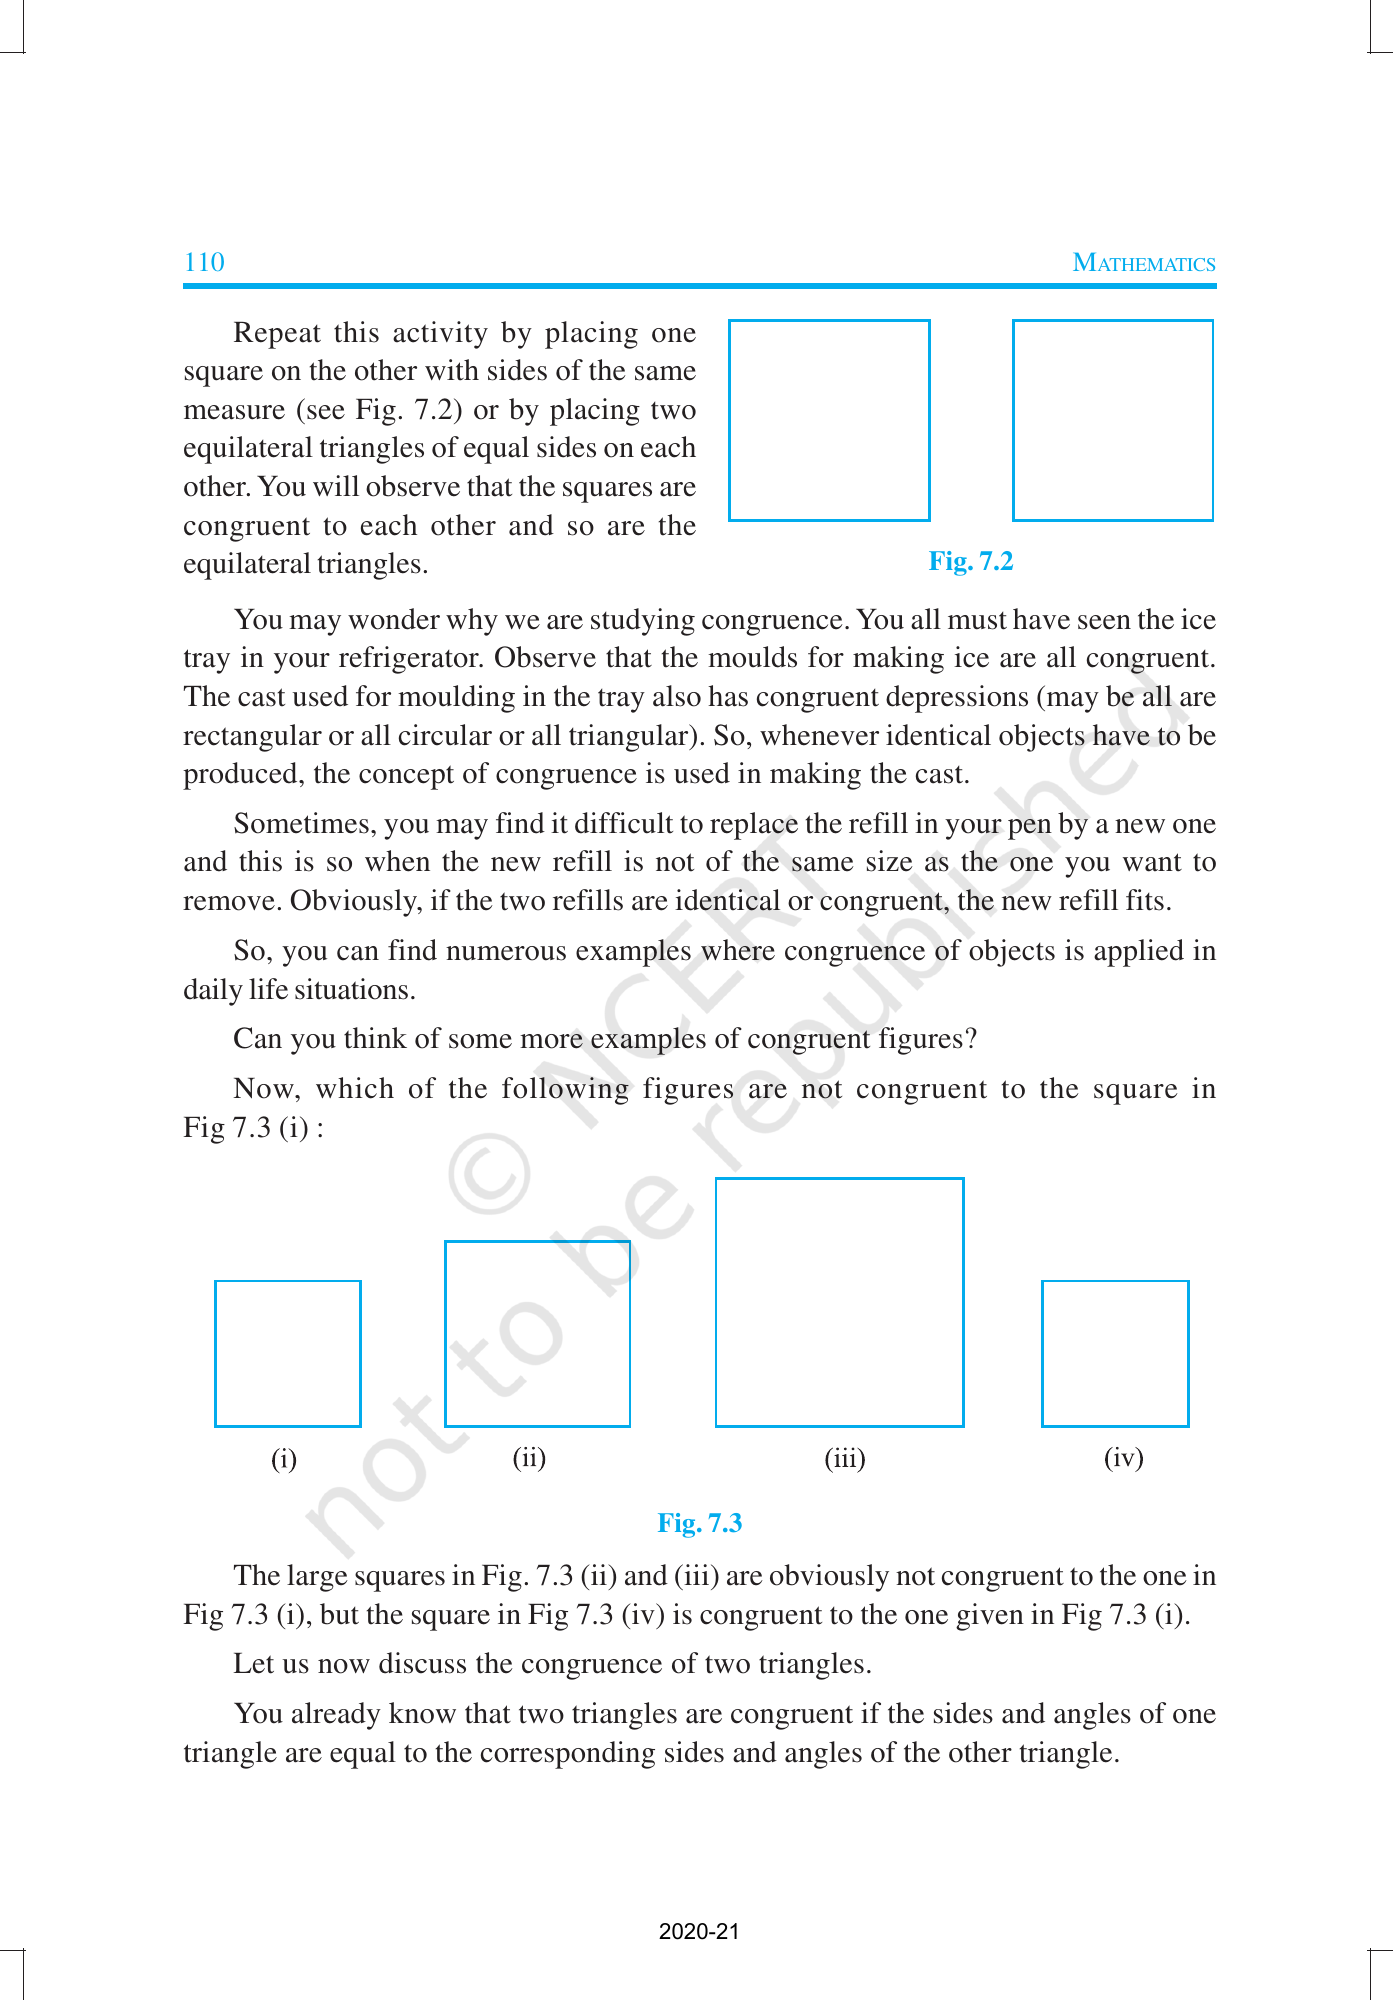 110 MATHEMATICS
Repeat this activity by placing one
square on the other with sides of the same
measure (see Fig. 7.2) or by placing two
equilateral triangles of equal sides on each
other. You will observe that the squares are
congruent to each other and so are the
equilateral triangles.
Fig. 7.2
You may wonder why we are studying congruence. You all must have seen the ice
tray in your refrigerator. Observe that the moulds for making ice are all congruent.
The cast used for moulding in the tray also has congruent depressions (may be all are
rectangular or all circular or all triangular). So, whenever identical objects have to be
produced, the concept of congruence is used in making the cast.
Sometimes, you may find it difficult to replace the refill in your pen by a new one
and this is so when the new refill is not of the same size as the one you want to
remove. Obviously, if the two refills are identical or congruent, the new refill fits.
So, you can find numerous examples where congruence of objects is applied in
daily life situations.
Can you think of some more examples of congruent figures?
Now, which of the following figures are not congruent to the square in
Fig 7.3 (i) :
(i) (ii) (iii) (iv)
Fig. 7.3
The large squares in Fig. 7.3 (ii) and (iii) are obviously not congruent to the one in
Fig 7.3 (i), but the square in Fig 7.3 (iv) is congruent to the one given in Fig 7.3 (i).
Let us now discuss the congruence of two triangles.
You already know that two triangles are congruent if the sides and angles of one
triangle are equal to the corresponding sides and angles of the other triangle.
© NCERT
not to be republished
2020-21